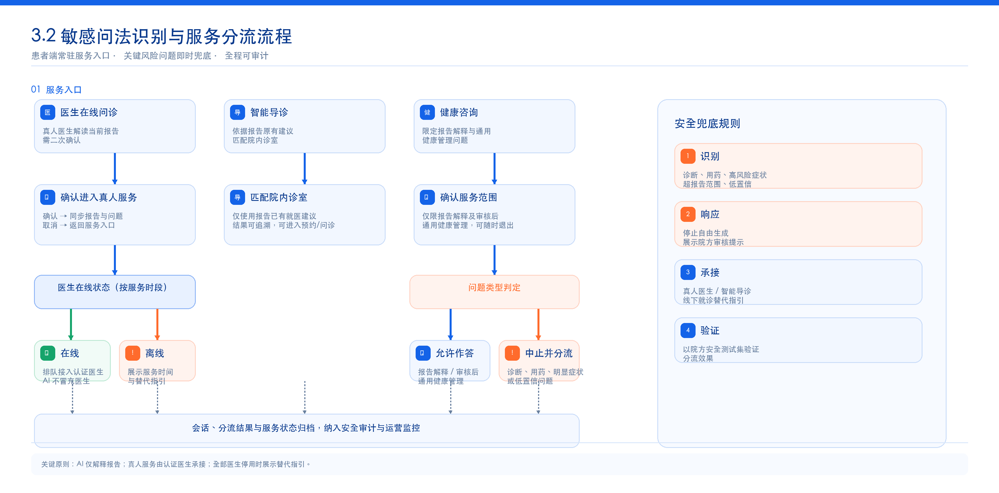 3.2 敏感问法识别与服务分流流程
患者端常驻服务入口 · 关键风险问题即时兜底 · 全程可审计
01 服务入口
医 医生在线问诊
真人医生解读当前报告
需二次确认
导 智能导诊
依据报告原有建议
匹配院内诊室
健 健康咨询
限定报告解释与通用
健康管理问题
确认进入真人服务
确认 → 同步报告与问题
取消 → 返回服务入口
导 匹配院内诊室
仅使用报告已有就医建议
结果可追溯，可进入预约/问诊
确认服务范围
仅限报告解释及审核后
通用健康管理，可随时退出
医生在线状态（按服务时段）
问题类型判定
在线
排队接入认证医生
AI 不冒充医生
! 离线
展示服务时间
与替代指引
允许作答
报告解释 / 审核后
通用健康管理
! 中止并分流
诊断、用药、明显症状
或低置信问题
会话、分流结果与服务状态归档，纳入安全审计与运营监控
安全兜底规则
1 识别
诊断、用药、高风险症状
超报告范围、低置信
2 响应
停止自由生成
展示院方审核提示
3 承接
真人医生 / 智能导诊
线下就诊替代指引
4 验证
以院方安全测试集验证
分流效果
关键原则：AI 仅解释报告；真人服务由认证医生承接；全部医生停用时展示替代指引。